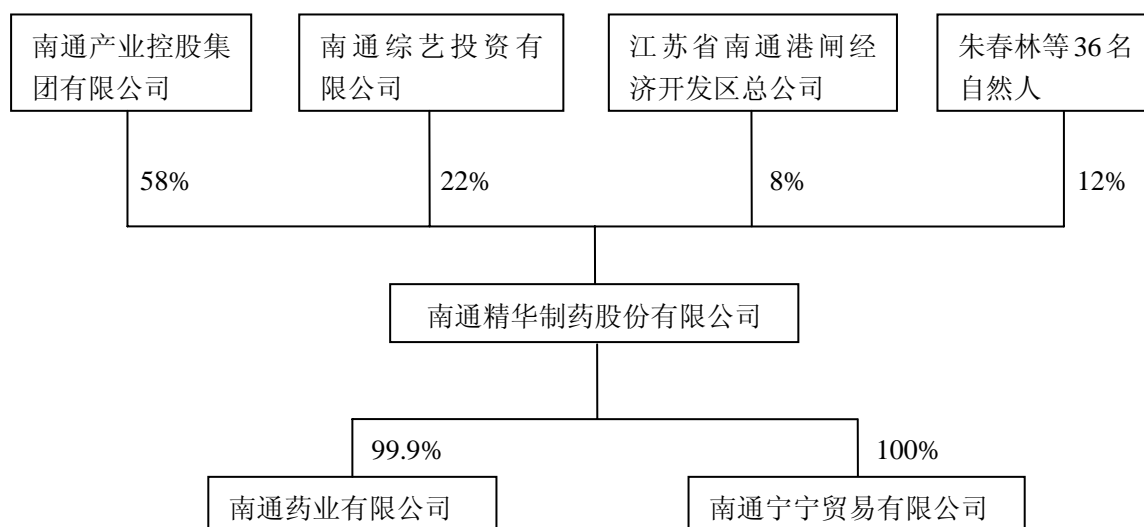 南通产业控股集
团有限公司
南通综艺投资有
限公司
江苏省南通港闸经
济开发区总公司
朱春林等36名
自然人
58%
22%
8%
12%
南通精华制药股份有限公司
99.9%
100%
南通药业有限公司
南通宁宁贸易有限公司